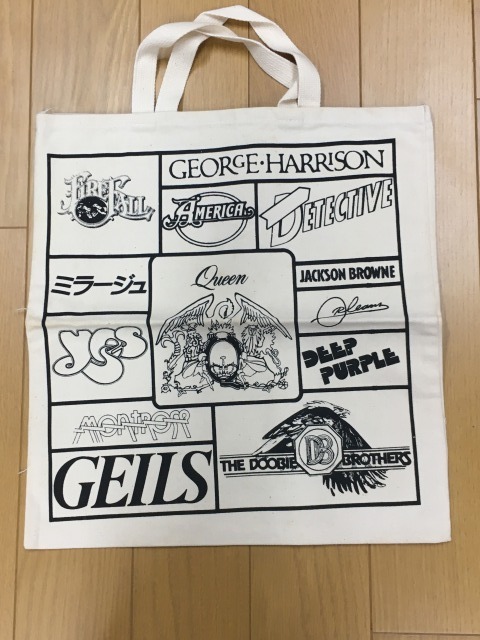 GEORGE·HARRISON
FIREFALL
AMERICA
DETECTIVE
ミラージュ
Queen
JACKSON BROWNE
Orleans
YES
DEEP
PURPLE
MONTROSE
GEILS
THE DOOBIE
DB
BROTHERS